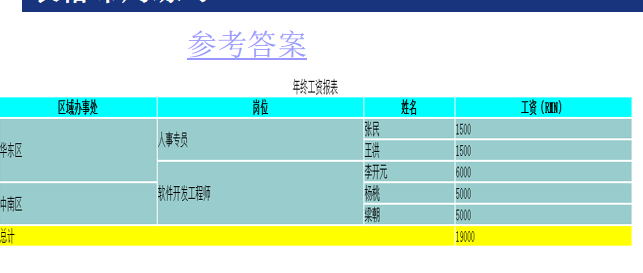 参考答案
年终工资报表
区域办事处 岗位 姓名 工资（RMN）
华东区 人事专员 张民 1500
王洪 1500
软件开发工程师 李开元 6000
中南区 杨桃 5000
梁朝 5000
总计 19000